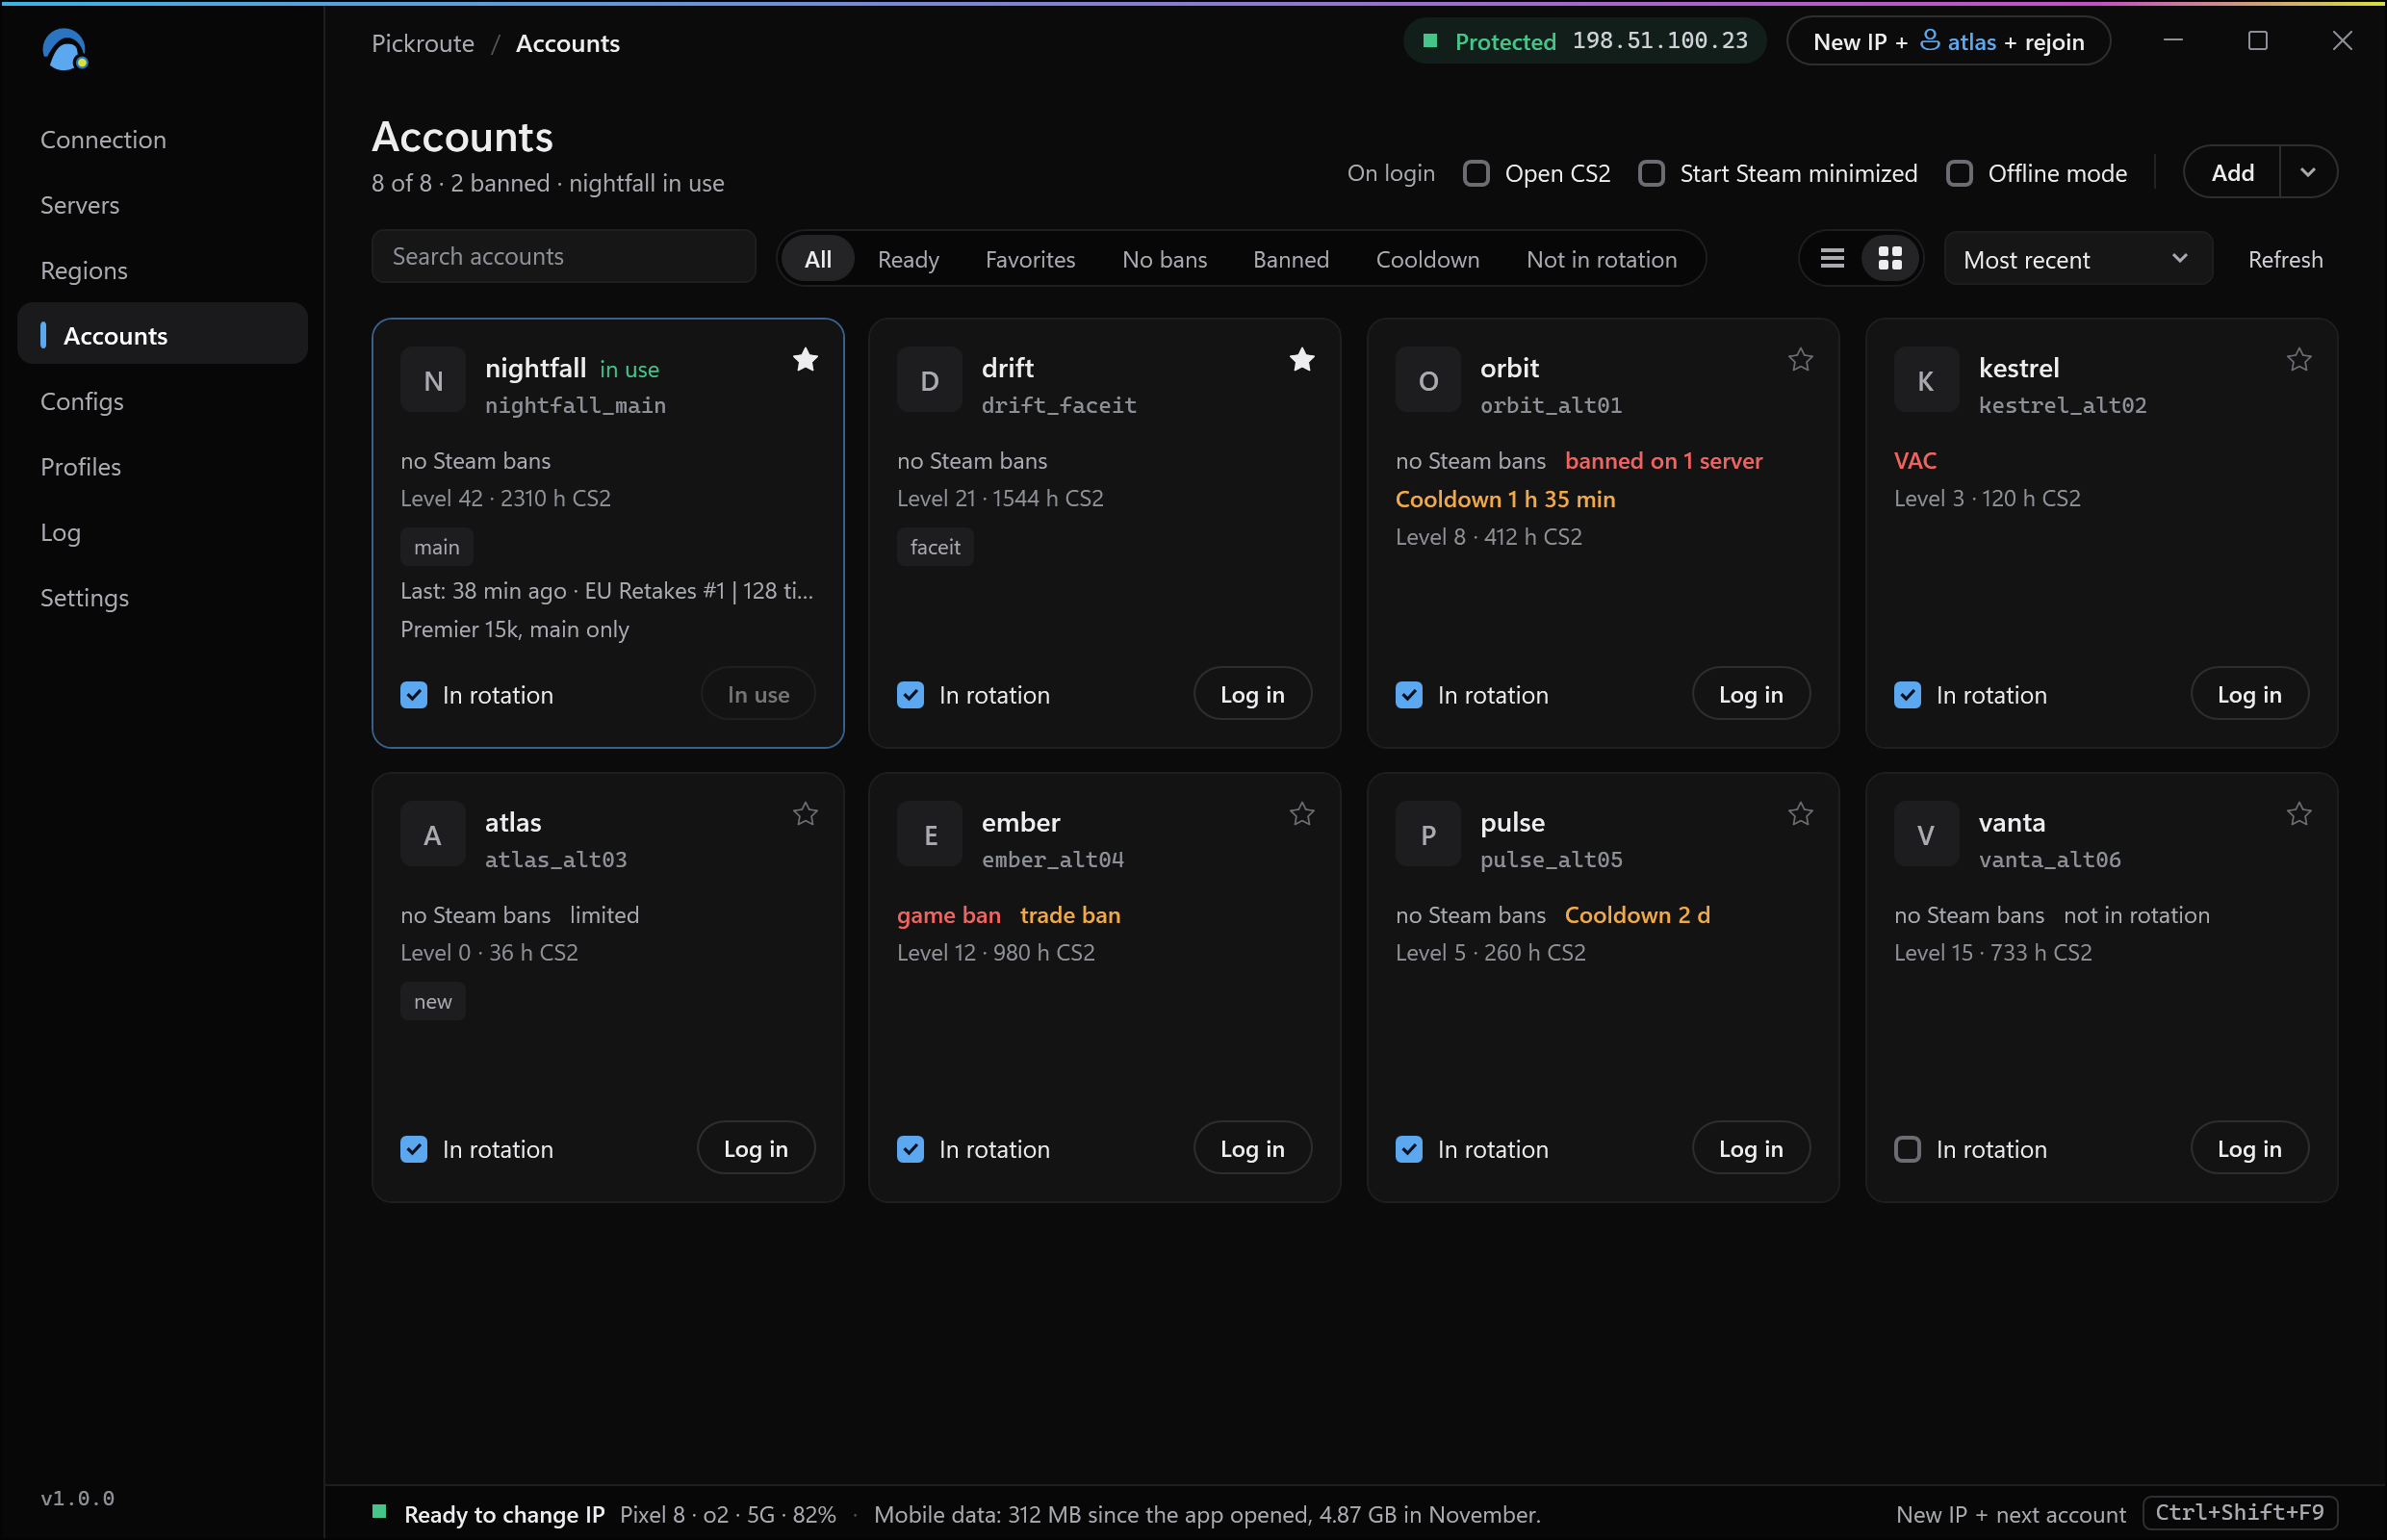 Pickroute / Accounts
Protected 198.51.100.23
New IP + atlas + rejoin
Connection
Servers
Regions
Accounts
Configs
Profiles
Log
Settings
v1.0.0
Accounts
8 of 8 · 2 banned · nightfall in use
On login Open CS2 Start Steam minimized Offline mode
Add
Search accounts
All Ready Favorites No bans Banned Cooldown Not in rotation
Most recent
Refresh
N
nightfall in use
nightfall_main
no Steam bans
Level 42 · 2310 h CS2
main
Last: 38 min ago · EU Retakes #1 | 128 ti...
Premier 15k, main only
In rotation
In use
D
drift
drift_faceit
no Steam bans
Level 21 · 1544 h CS2
faceit
In rotation
Log in
O
orbit
orbit_alt01
no Steam bans banned on 1 server
Cooldown 1 h 35 min
Level 8 · 412 h CS2
In rotation
Log in
K
kestrel
kestrel_alt02
VAC
Level 3 · 120 h CS2
In rotation
Log in
A
atlas
atlas_alt03
no Steam bans limited
Level 0 · 36 h CS2
new
In rotation
Log in
E
ember
ember_alt04
game ban trade ban
Level 12 · 980 h CS2
In rotation
Log in
P
pulse
pulse_alt05
no Steam bans Cooldown 2 d
Level 5 · 260 h CS2
In rotation
Log in
V
vanta
vanta_alt06
no Steam bans not in rotation
Level 15 · 733 h CS2
In rotation
Log in
Ready to change IP Pixel 8 · o2 · 5G · 82% · Mobile data: 312 MB since the app opened, 4.87 GB in November.
New IP + next account Ctrl+Shift+F9